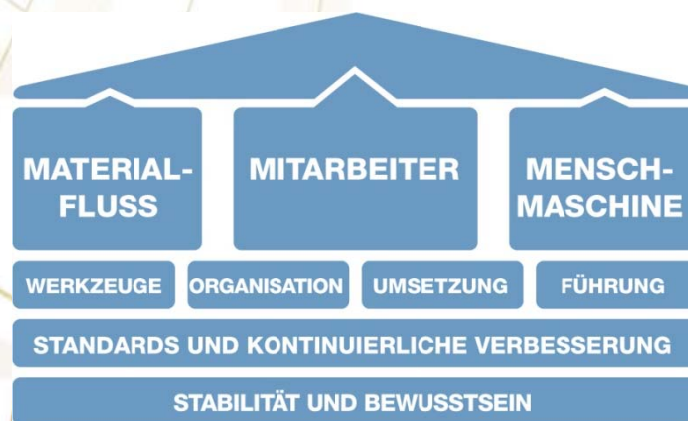 MATERIAL-
FLUSS
MITARBEITER
MENSCH-
MASCHINE
WERKZEUGE
ORGANISATION
UMSETZUNG
FÜHRUNG
STANDARDS UND KONTINUIERLICHE VERBESSERUNG
STABILITÄT UND BEWUSSTSEIN